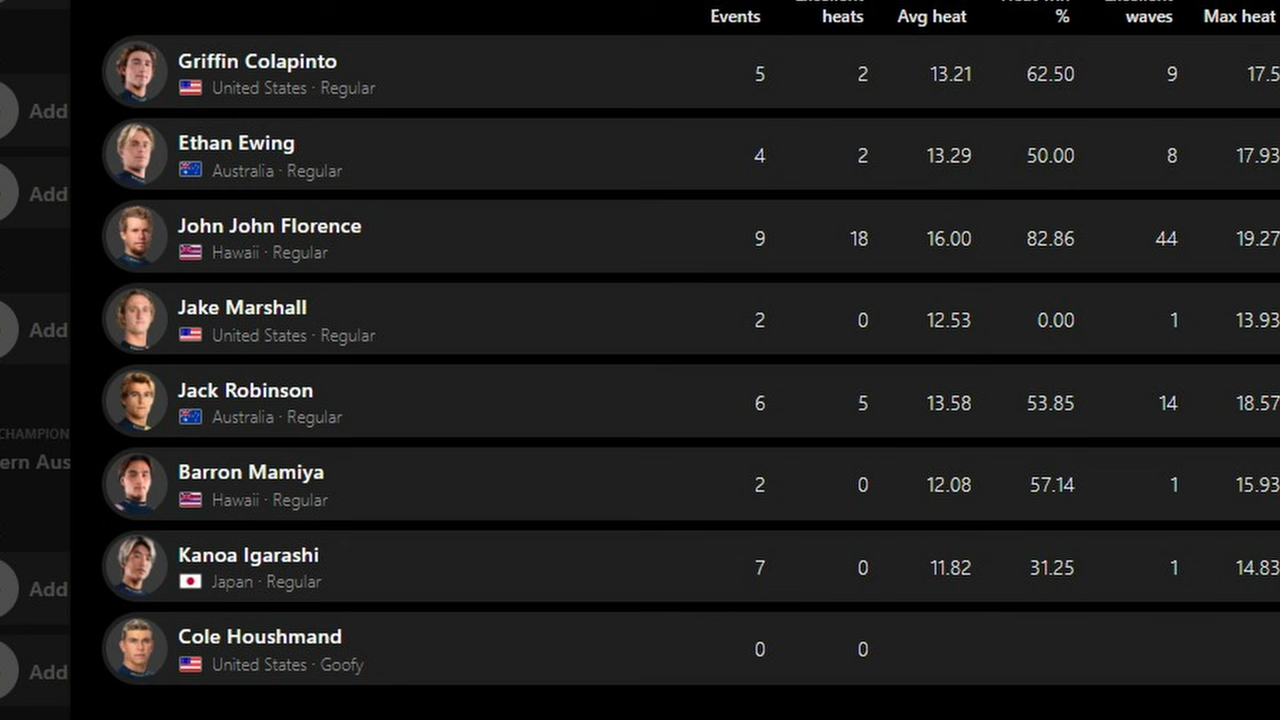 Events
heats
Avg heat
%
waves
Max heat
Griffin Colapinto
United States · Regular
5 2 13.21 62.50 9 17.5
Add
Ethan Ewing
Australia · Regular
4 2 13.29 50.00 8 17.93
Add
John John Florence
Hawaii · Regular
9 18 16.00 82.86 44 19.27
Jake Marshall
United States · Regular
2 0 12.53 0.00 1 13.93
Add
Jack Robinson
Australia · Regular
6 5 13.58 53.85 14 18.57
CHAMPION
ern Aus
Barron Mamiya
Hawaii · Regular
2 0 12.08 57.14 1 15.93
Kanoa Igarashi
Japan · Regular
7 0 11.82 31.25 1 14.83
Add
Cole Houshmand
United States · Goofy
0 0
Add